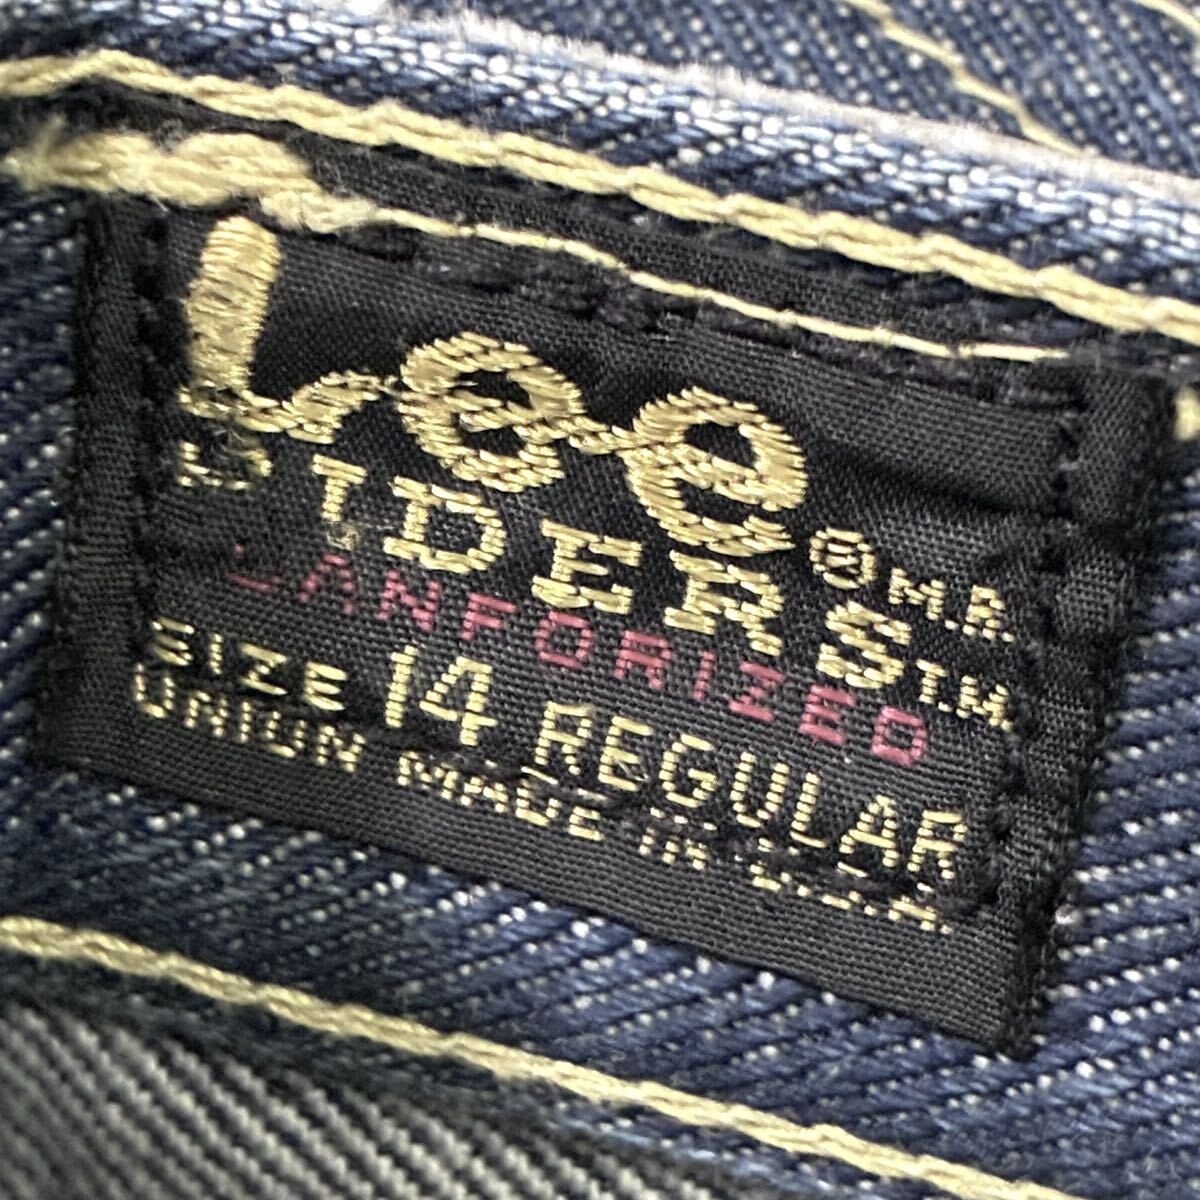 Lee ® M.R.
RIDERS T.M.
SANFORIZED
SIZE 14 REGULAR
UNION MADE IN U.S.A.